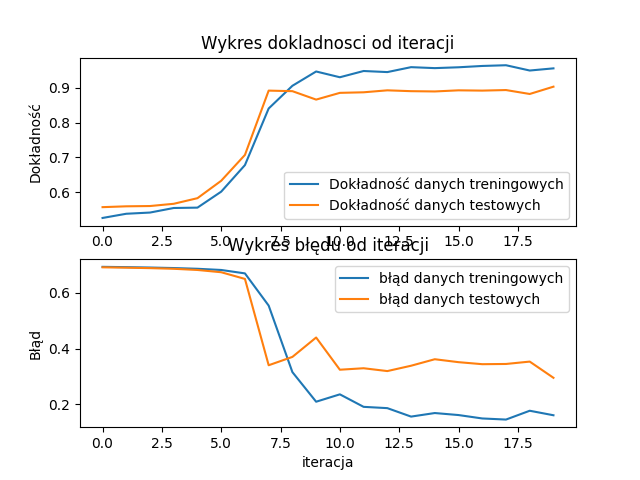 Wykres dokladnosci od iteracji
Dokładność
0.9
0.8
0.7
0.6
Dokładność danych treningowych
Dokładność danych testowych
0.0 2.5 5.0 7.5 10.0 12.5 15.0 17.5
Wykres błędu od iteracji
Błąd
0.6
0.4
0.2
błąd danych treningowych
błąd danych testowych
0.0 2.5 5.0 7.5 10.0 12.5 15.0 17.5
iteracja